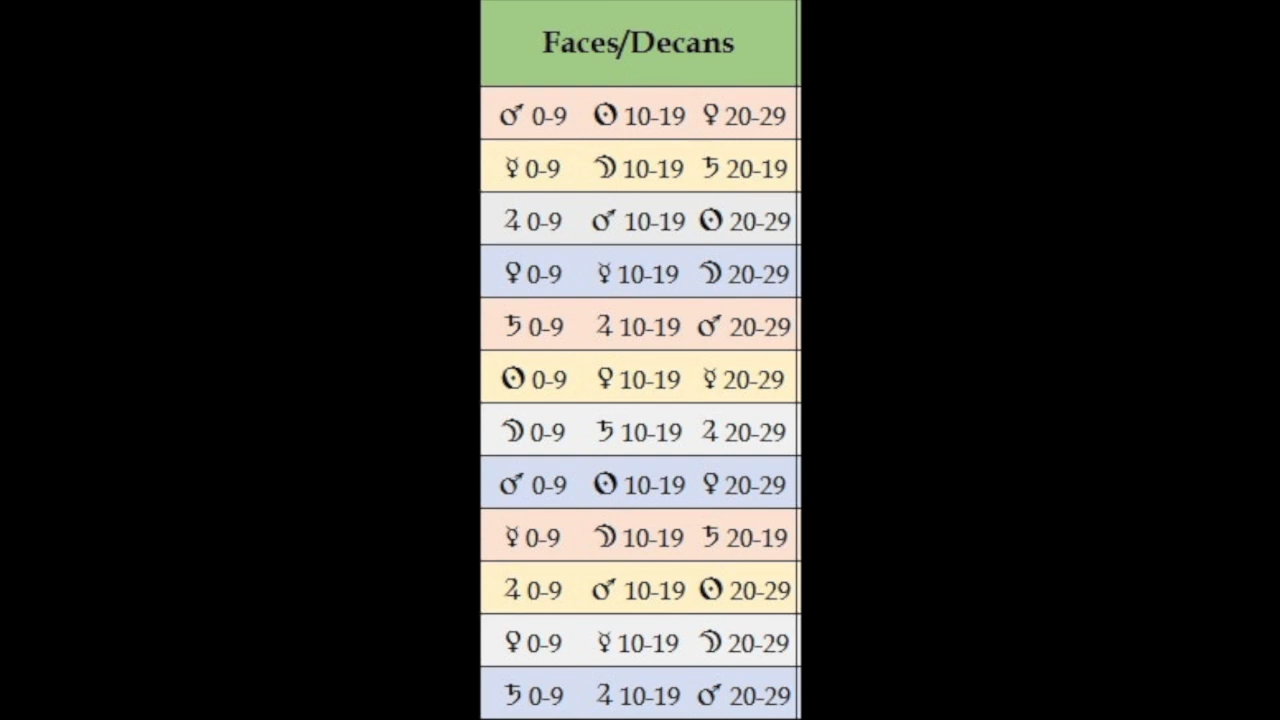 Faces/Decans
♂ 0-9 ☉ 10-19 ♀ 20-29
☿ 0-9 ☽ 10-19 ♄ 20-19
♃ 0-9 ♂ 10-19 ☉ 20-29
♀ 0-9 ☿ 10-19 ☽ 20-29
♄ 0-9 ♃ 10-19 ♂ 20-29
☉ 0-9 ♀ 10-19 ☿ 20-29
☽ 0-9 ♄ 10-19 ♃ 20-29
♂ 0-9 ☉ 10-19 ♀ 20-29
☿ 0-9 ☽ 10-19 ♄ 20-19
♃ 0-9 ♂ 10-19 ☉ 20-29
♀ 0-9 ☿ 10-19 ☽ 20-29
♄ 0-9 ♃ 10-19 ♂ 20-29